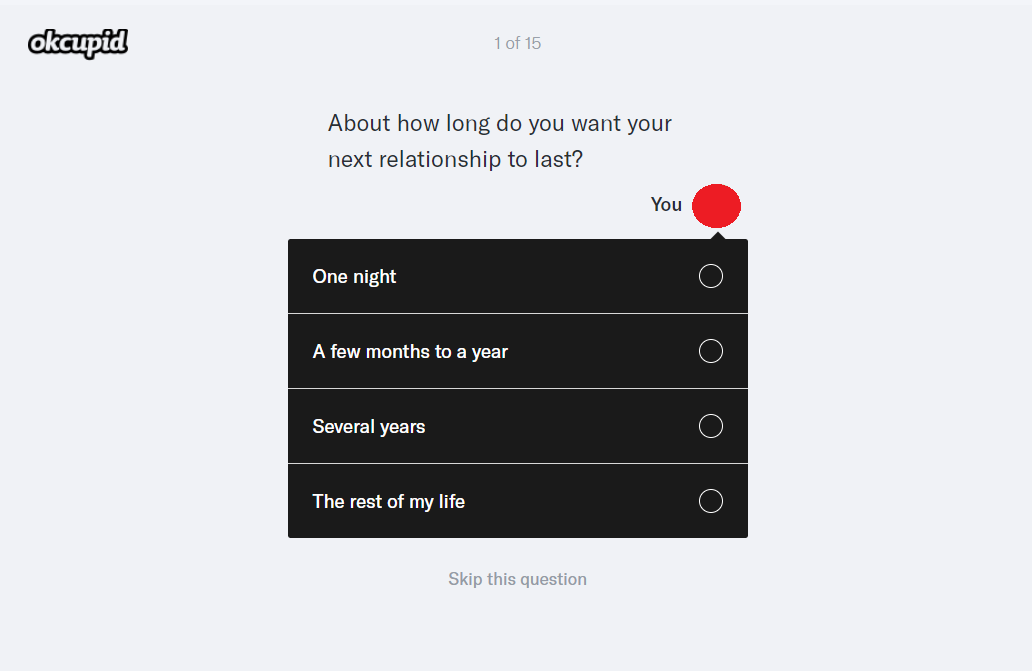 okcupid
1 of 15
About how long do you want your
next relationship to last?
You
One night
A few months to a year
Several years
The rest of my life
Skip this question